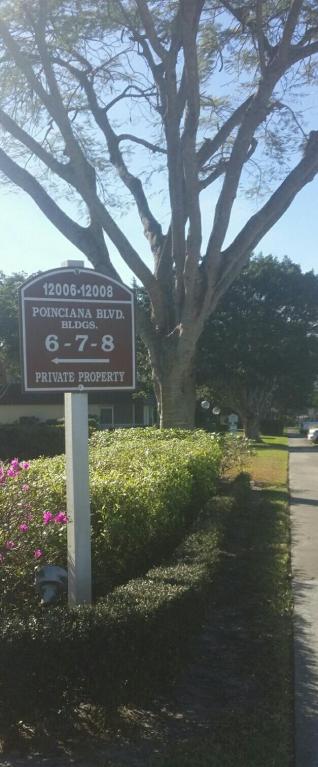 12006-12008
POINCIANA BLVD.
BLDGS.
6-7-8
PRIVATE PROPERTY